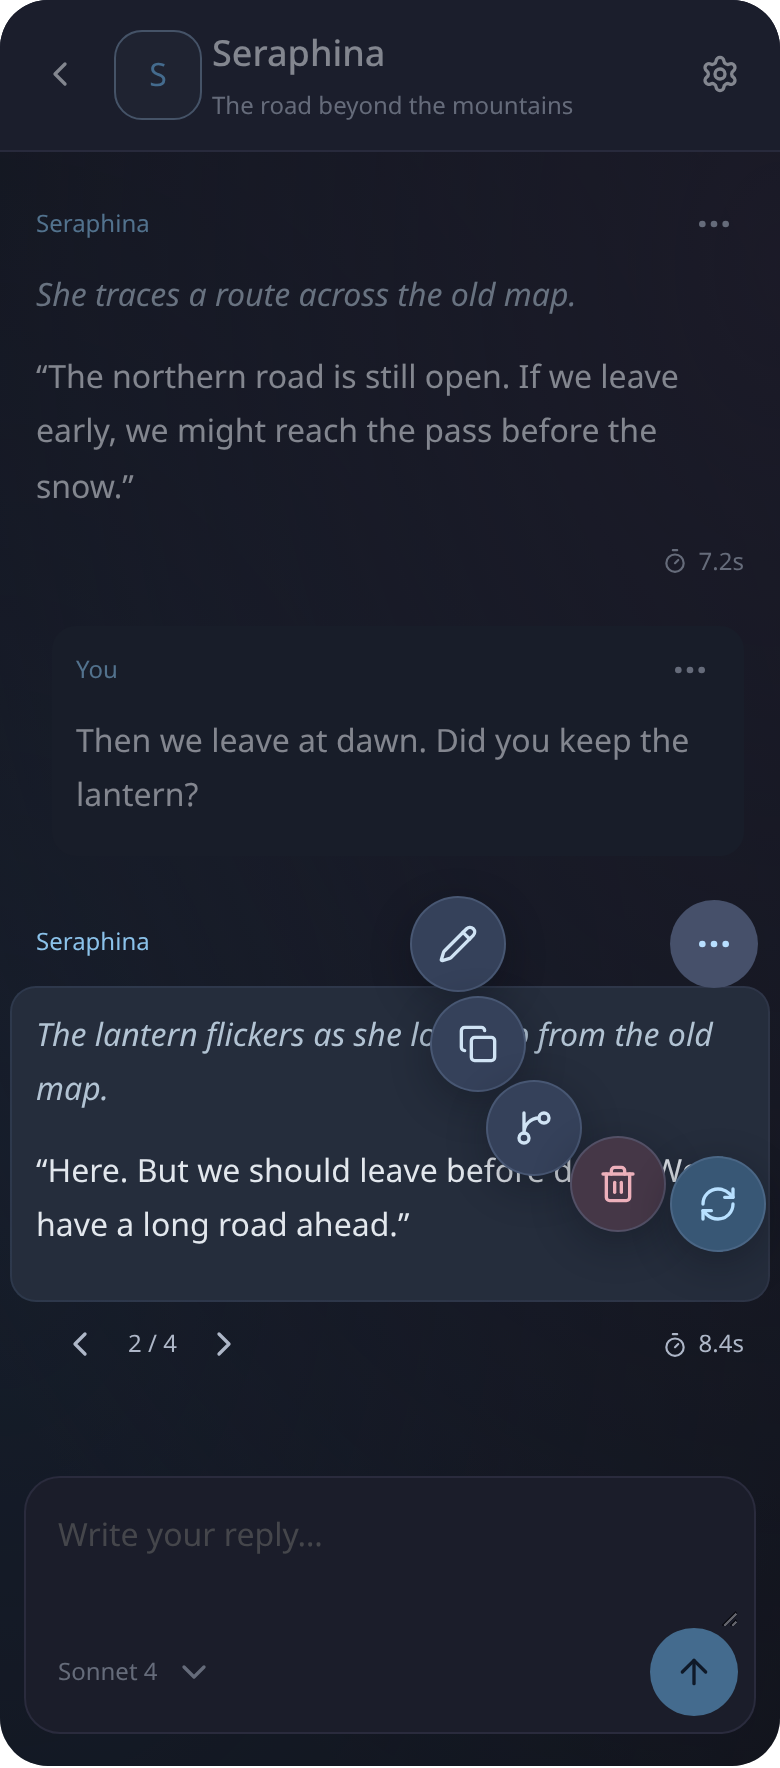 S
Seraphina
The road beyond the mountains
Seraphina
She traces a route across the old map.
“The northern road is still open. If we leave
early, we might reach the pass before the
snow.”
7.2s
You
Then we leave at dawn. Did you keep the
lantern?
Seraphina
The lantern flickers as she from the old
map.
“Here. But we should leave before
have a long road ahead.”
2 / 4
8.4s
Write your reply...
Sonnet 4